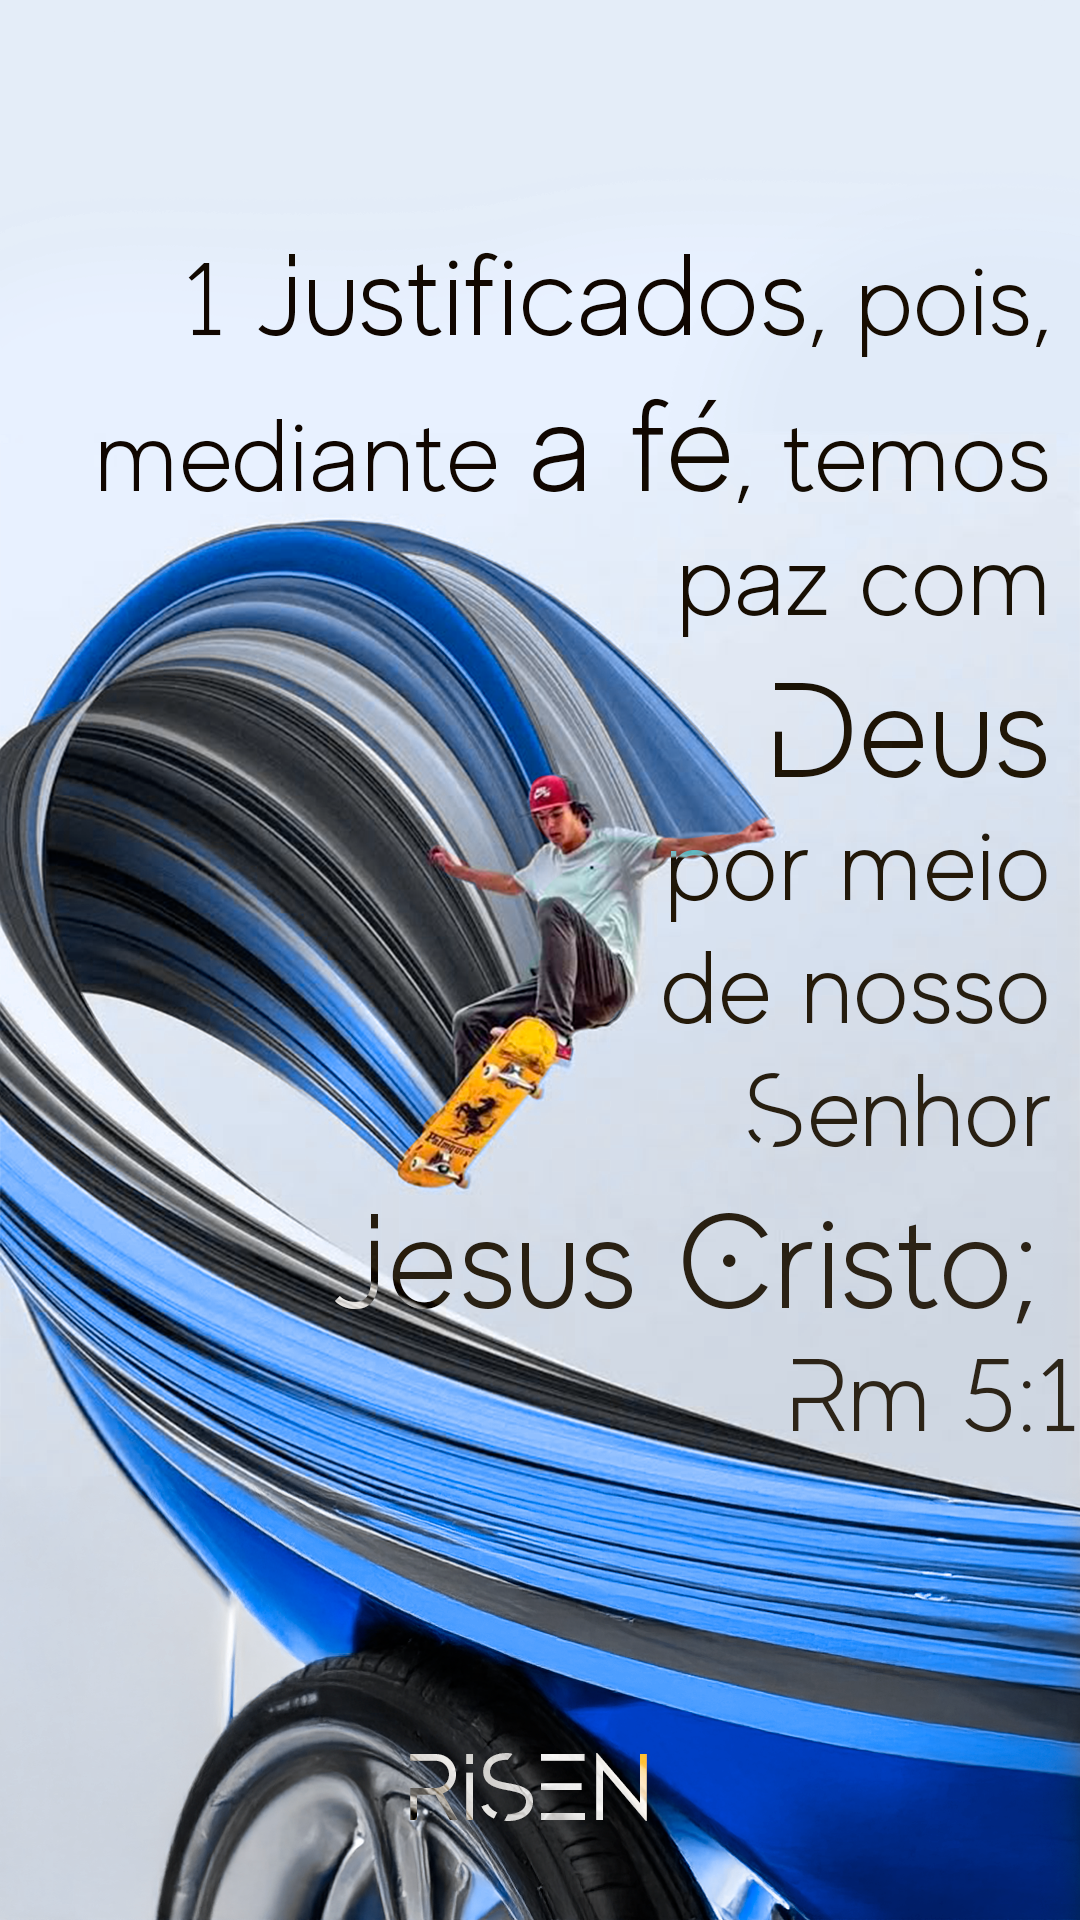 1 justificados, pois,
mediante a fé, temos
paz com
Deus
por meio
de nosso
Senhor
jesus Cristo;
Rm 5:1
Palmquist
RiSEN